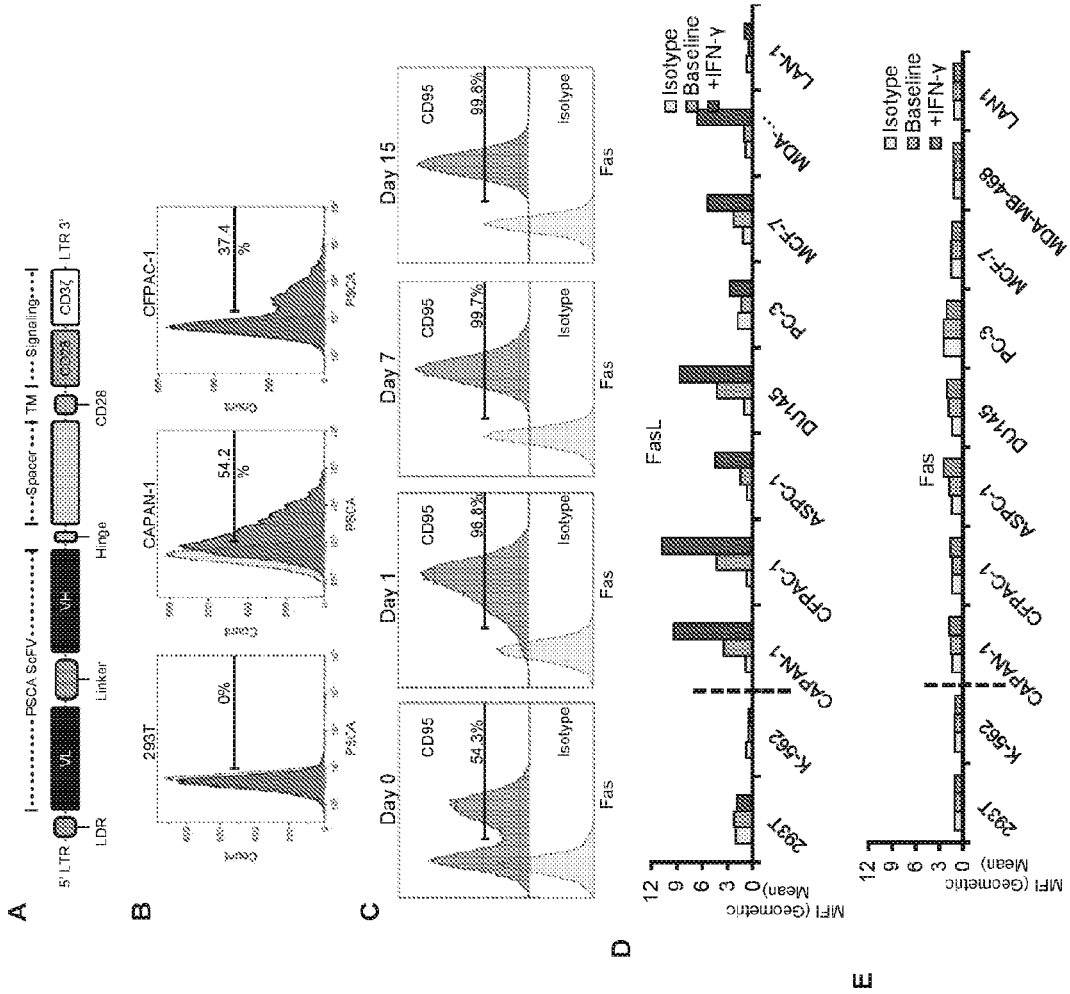 A
PSCA ScFV
Spacer
TM
Signaling
5' LTR
VL
VH
CD28
CD3ζ
LTR 3'
LDR
Linker
Hinge
CD28
B
293T
CAPAN-1
CFPAC-1
0%
54.2
%
37.4
%
PSCA
PSCA
PSCA
C
Day 0
Day 1
Day 7
Day 15
CD95
CD95
CD95
CD95
54.3%
96.8%
99.7%
99.8%
Isotype
Isotype
Isotype
Isotype
Fas
Fas
Fas
Fas
D
FasL
Isotype
Baseline
+IFN-γ
MFI (Geometric
Mean)
12
9
6
3
0
293T
K-562
CAPAN-1
CFPAC-1
ASPC-1
DU145
PC-3
MCF-7
MDA-...
LAN-1
E
Fas
Isotype
Baseline
+IFN-γ
MFI (Geometric
Mean)
12
9
6
3
0
293T
K-562
CAPAN-1
CFPAC-1
ASPC-1
DU145
PC-3
MCF-7
MDA-MB-468
LAN1